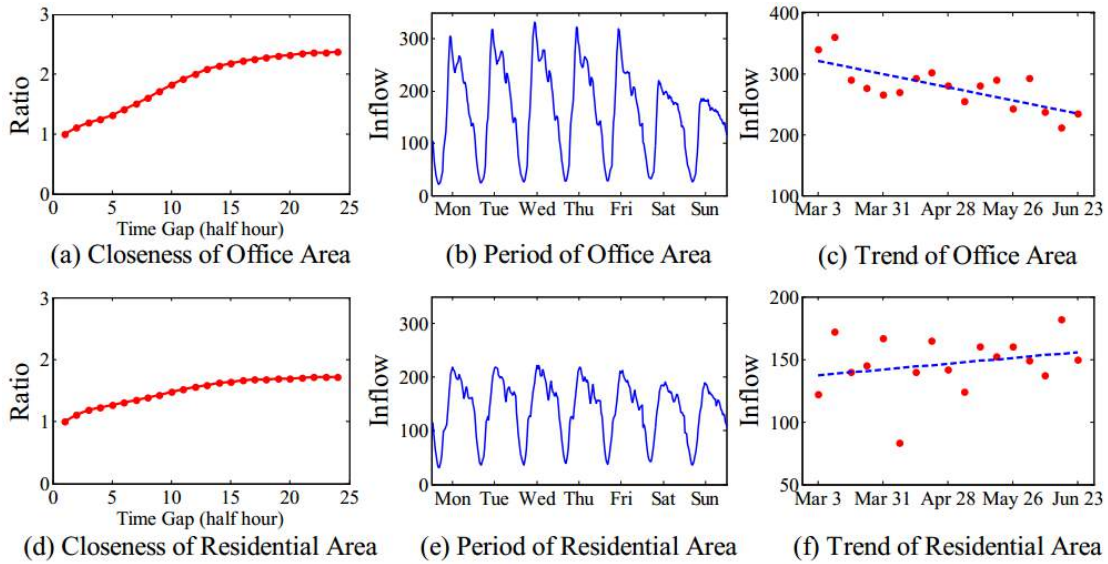 3
2
1
0
Ratio
0 5 10 15 20 25
Time Gap (half hour)
(a) Closeness of Office Area
300
200
100
0
Inflow
Mon Tue Wed Thu Fri Sat Sun
(b) Period of Office Area
400
300
200
100
Inflow
Mar 3 Mar 31 Apr 28 May 26 Jun 23
(c) Trend of Office Area
3
2
1
0
Ratio
0 5 10 15 20 25
Time Gap (half hour)
(d) Closeness of Residential Area
300
200
100
0
Inflow
Mon Tue Wed Thu Fri Sat Sun
(e) Period of Residential Area
200
150
100
50
Inflow
Mar 3 Mar 31 Apr 28 May 26 Jun 23
(f) Trend of Residential Area